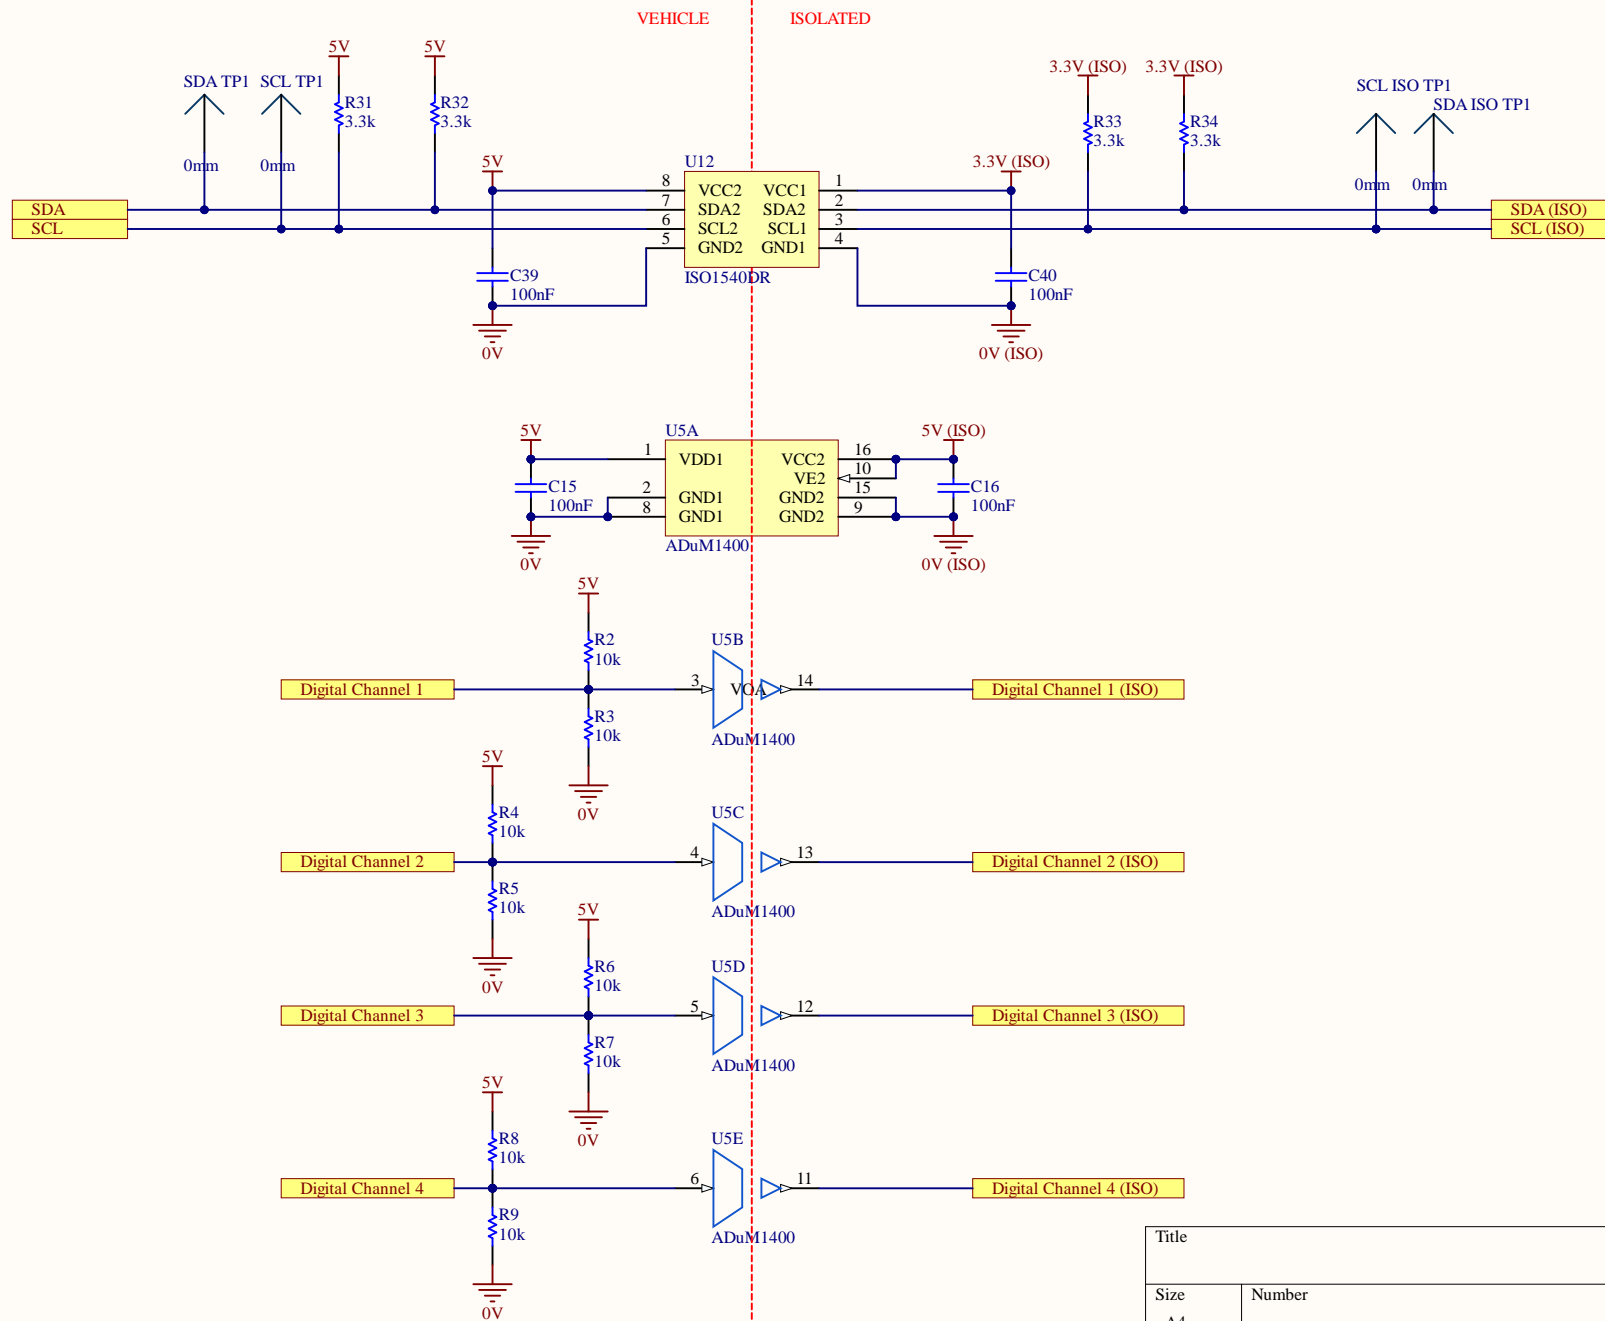 VEHICLE ISOLATED
5V 5V
3.3V (ISO) 3.3V (ISO)
SDA TP1 SCL TP1
SCL ISO TP1
SDA ISO TP1
R31
3.3k
R32
3.3k
R33
3.3k
R34
3.3k
0mm 0mm
0mm 0mm
5V
U12
3.3V (ISO)
8 VCC2 VCC1 1
7 SDA2 SDA2 2
6 SCL2 SCL1 3
5 GND2 GND1 4
ISO1540DR
SDA
SCL
SDA (ISO)
SCL (ISO)
C39
100nF
C40
100nF
0V
0V (ISO)
5V
U5A
5V (ISO)
1 VDD1 VCC2 16
VE2 10
2 GND1 GND2 15
8 GND1 GND2 9
ADuM1400
C15
100nF
C16
100nF
0V
0V (ISO)
5V
R2
10k
U5B
Digital Channel 1
3 VOA 14
Digital Channel 1 (ISO)
R3
10k
ADuM1400
0V
5V
R4
10k
U5C
Digital Channel 2
4 13
Digital Channel 2 (ISO)
R5
10k
ADuM1400
0V
5V
R6
10k
U5D
Digital Channel 3
5 12
Digital Channel 3 (ISO)
R7
10k
ADuM1400
0V
5V
R8
10k
U5E
Digital Channel 4
6 11
Digital Channel 4 (ISO)
R9
10k
ADuM1400
0V
Title
Size Number
A4